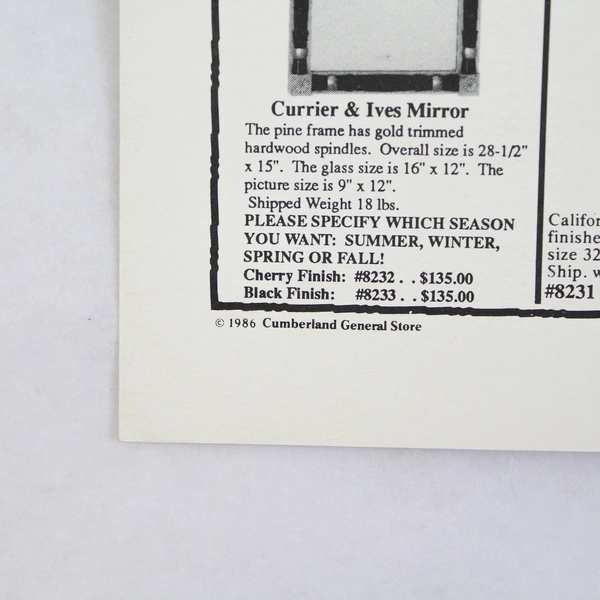 Currier & Ives Mirror
The pine frame has gold trimmed
hardwood spindles. Overall size is 28-1/2"
x 15". The glass size is 16" x 12". The
picture size is 9" x 12".
Shipped Weight 18 lbs.
PLEASE SPECIFY WHICH SEASON
YOU WANT: SUMMER, WINTER,
SPRING OR FALL!
Cherry Finish: #8232 . . $135.00
Black Finish: #8233 . . $135.00
size 32
Ship.
#8231
© 1986 Cumberland General Store